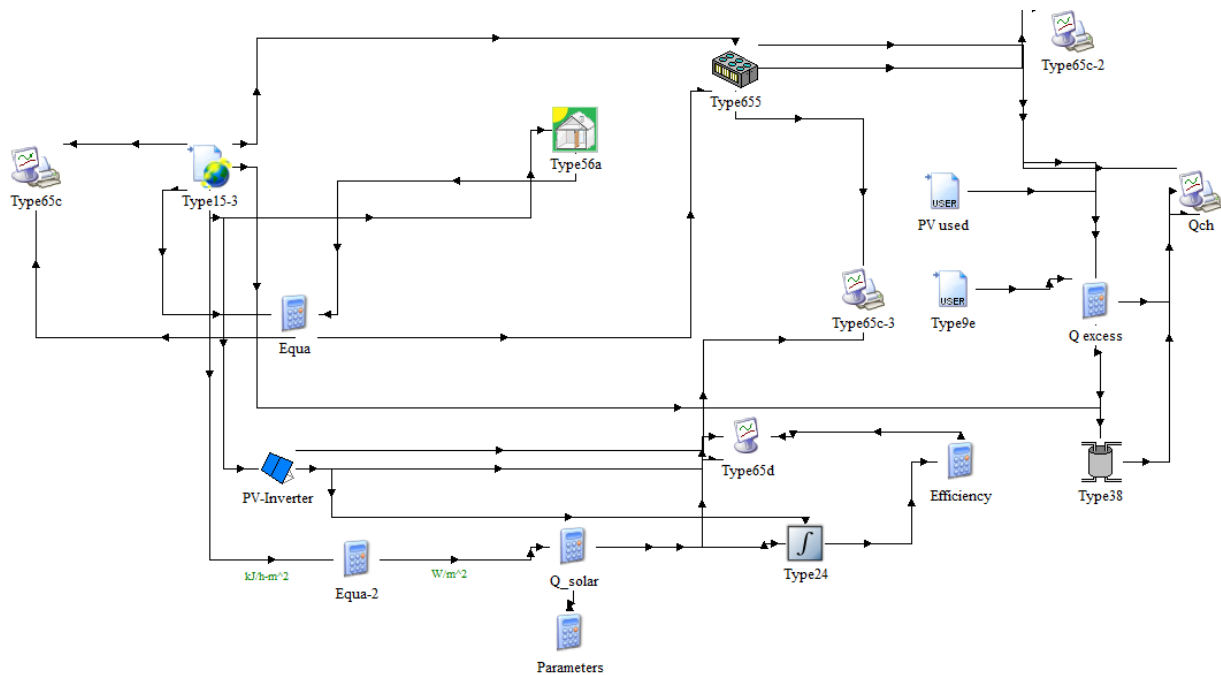 Type65c-2
Type655
Type56a
Type65c
Type15-3
USER
PV used
Qch
USER
Type9e
Type65c-3
Q excess
Equa
Type65d
PV-Inverter
Efficiency
Type38
kJ/h-m^2
Equa-2
W/m^2
Q_solar
∫
Type24
Parameters